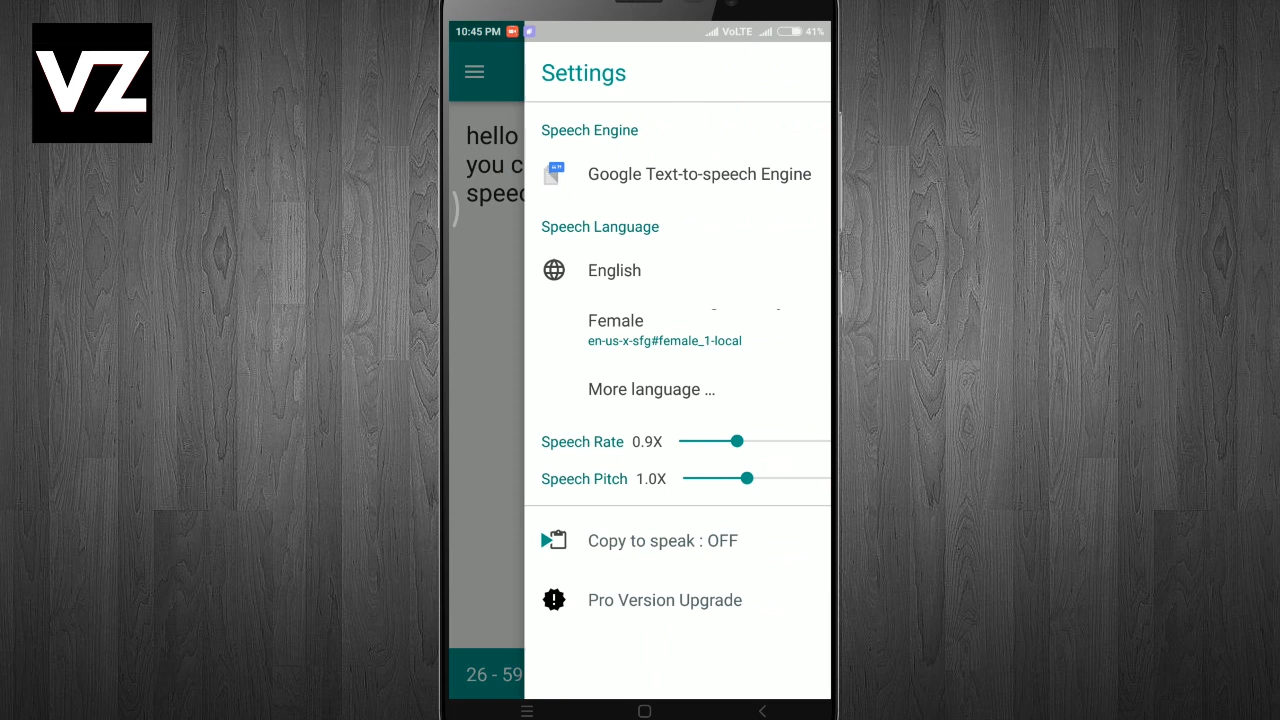 VZ
10:45 PM
VoLTE
41%
Settings
hello
you c
speec
Speech Engine
Google Text-to-speech Engine
Speech Language
English
Female
en-us-x-sfg#female_1-local
More language ...
Speech Rate 0.9X
Speech Pitch 1.0X
Copy to speak : OFF
Pro Version Upgrade
26 - 59